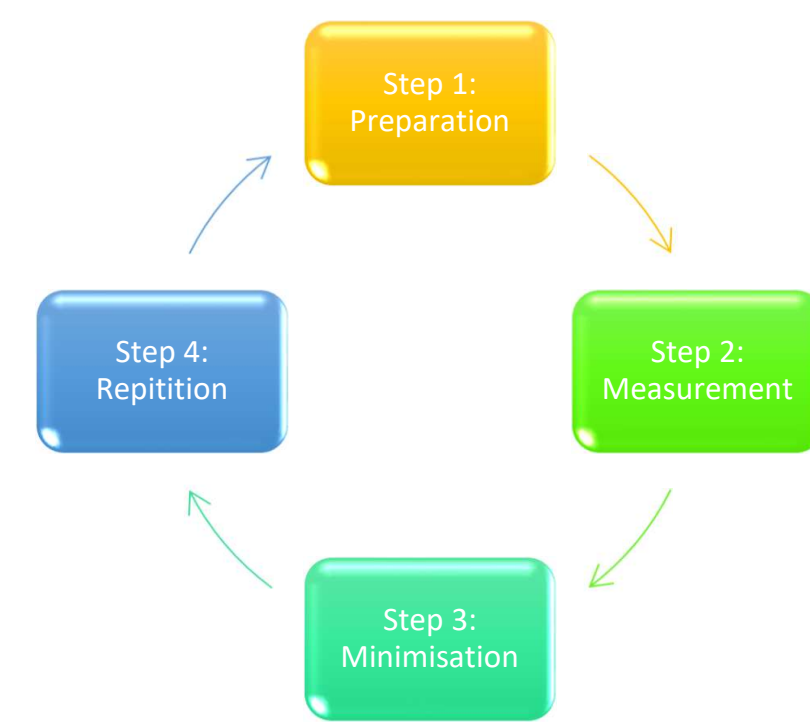 Step 1:
Preparation
Step 2:
Measurement
Step 3:
Minimisation
Step 4:
Repitition